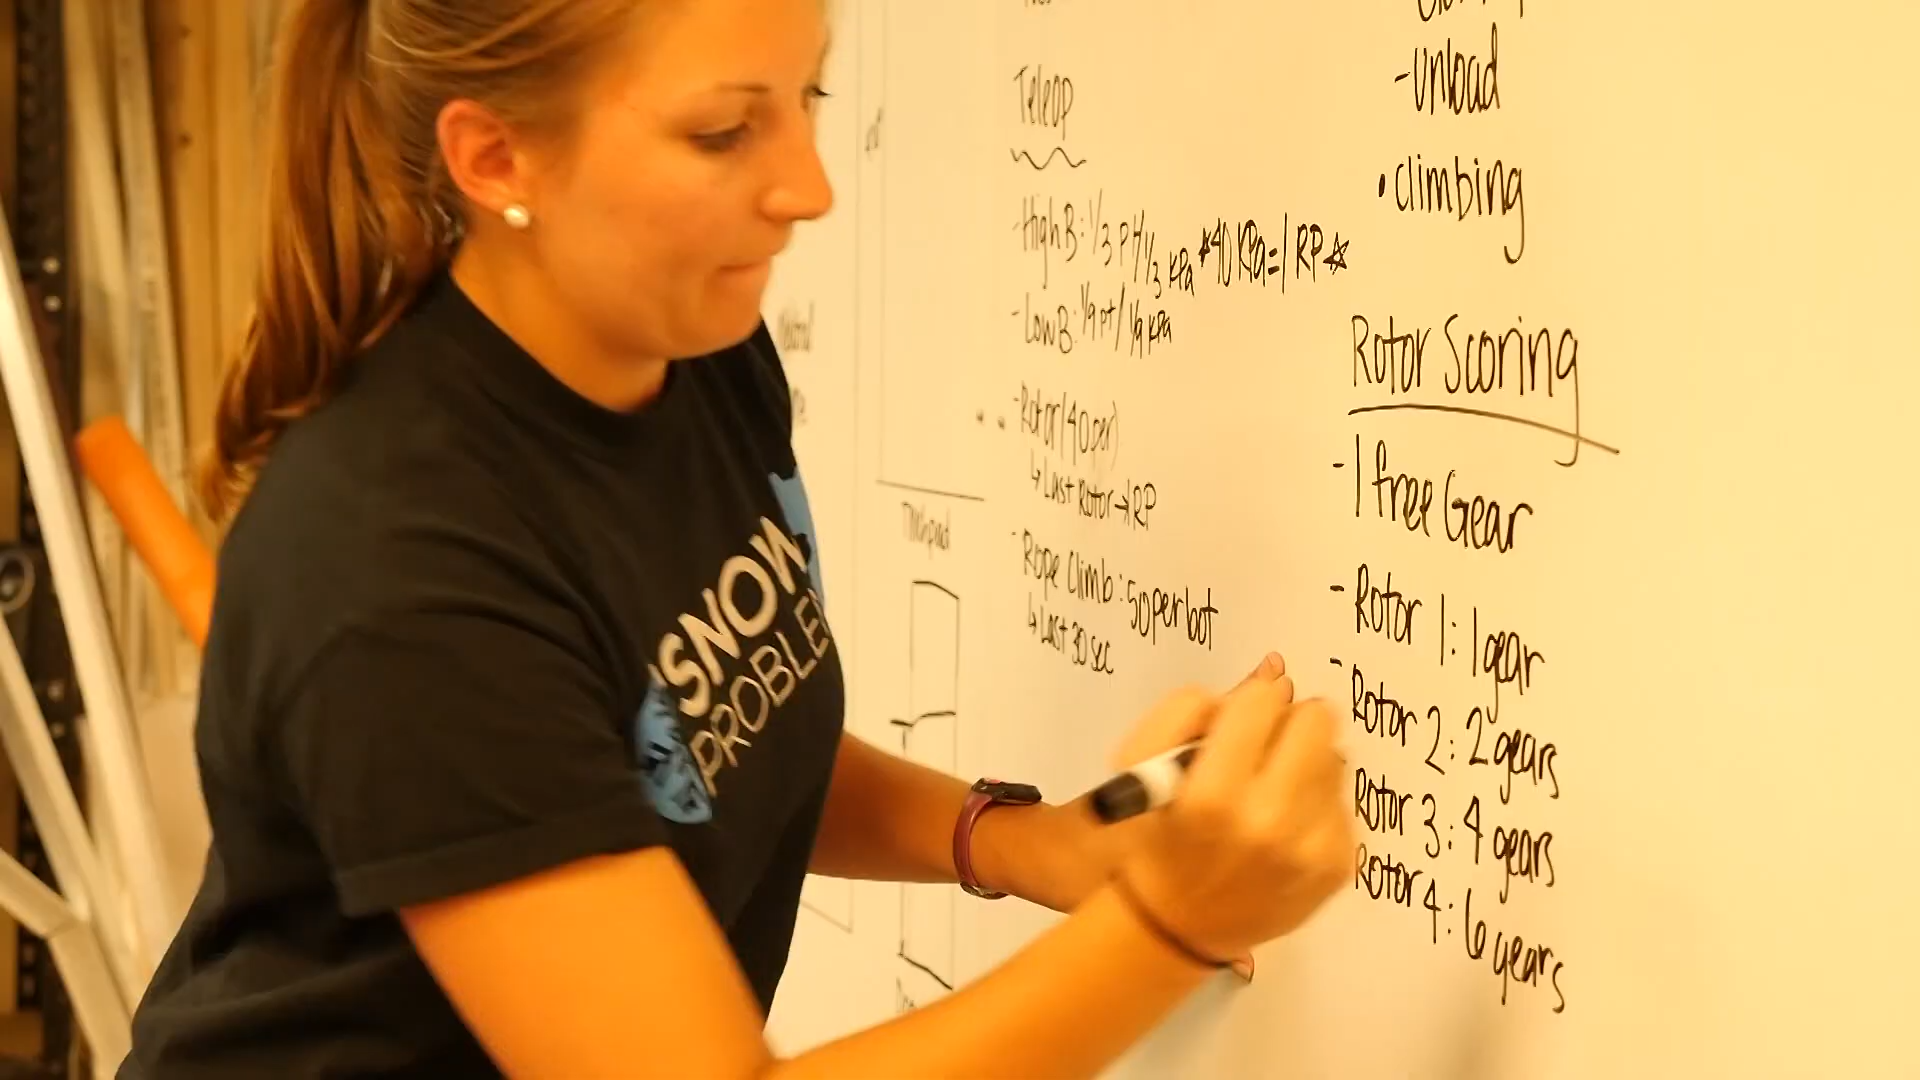 Teleop
-High B: 1/3 pt/1/3 KPa *40 KPa=1 RP*
-Low B: 1/9 pt/ 1/9 KPa
-Rotor (40 per)
↳ Last Rotor→1RP
-Rope Climb: 50 per bot
↳ Last 30 sec
-Unload
•climbing
Rotor Scoring
-1 free Gear
-Rotor 1: 1 gear
-Rotor 2: 2 gears
Rotor 3: 4 gears
Rotor 4: 6 gears
SNOW
PROBLEM